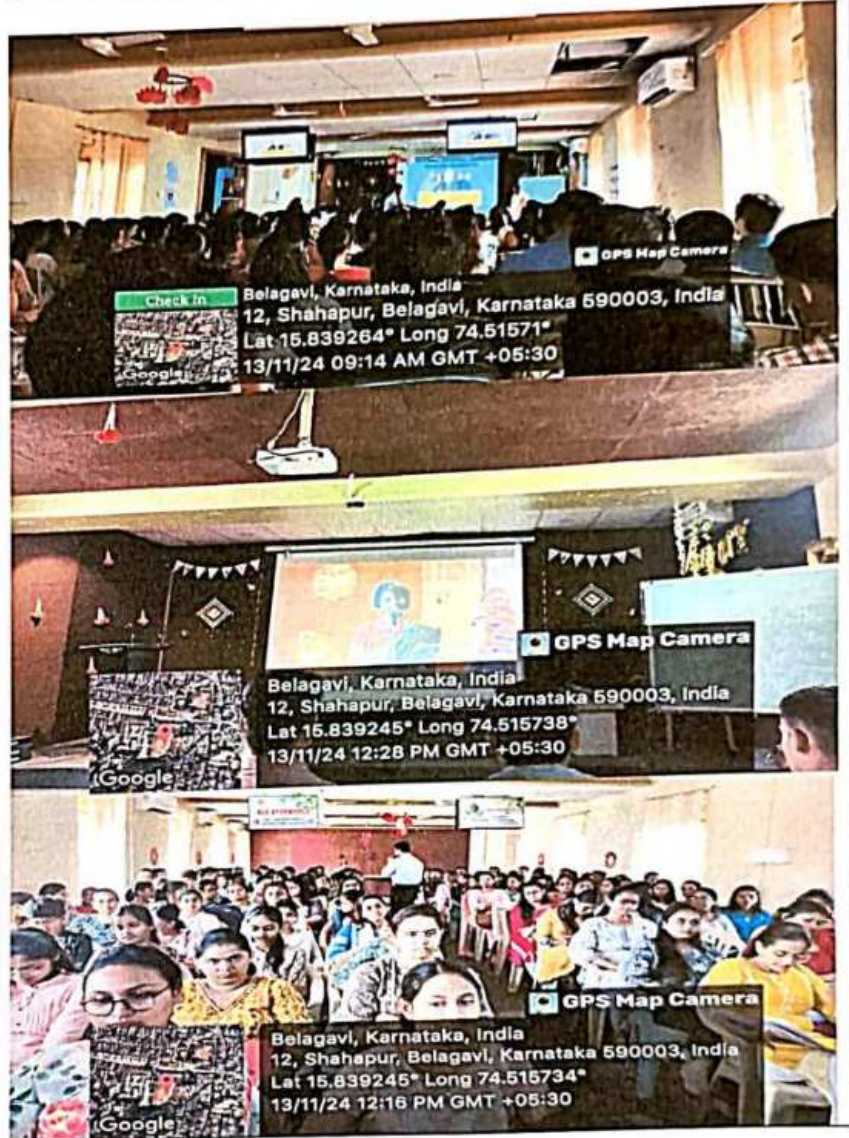 GPS Map Camera
Check In
Google
Belagavi, Karnataka, India
12, Shahapur, Belagavi, Karnataka 590003, India
Lat 15.839264° Long 74.51571°
13/11/24 09:14 AM GMT +05:30
GPS Map Camera
Google
Belagavi, Karnataka, India
12, Shahapur, Belagavi, Karnataka 590003, India
Lat 15.839245° Long 74.515738°
13/11/24 12:28 PM GMT +05:30
GPS Map Camera
Google
Belagavi, Karnataka, India
12, Shahapur, Belagavi, Karnataka 590003, India
Lat 15.839245° Long 74.515734°
13/11/24 12:16 PM GMT +05:30